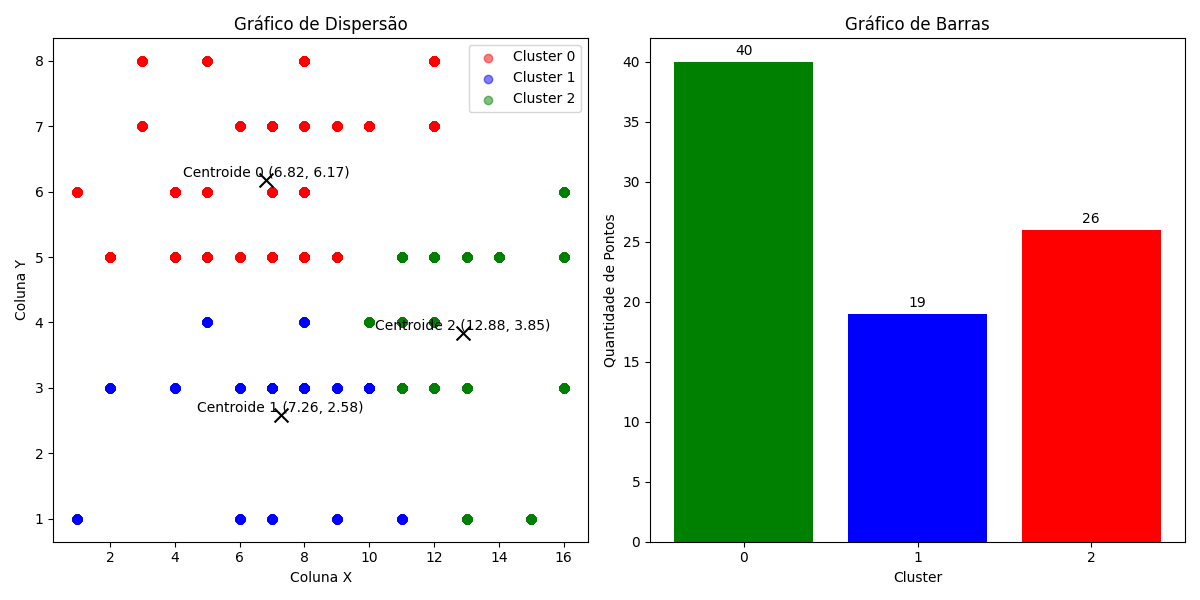 Gráfico de Dispersão
Cluster 0
Cluster 1
Cluster 2
Centroide 0 (6.82, 6.17)
Centroide 2 (12.88, 3.85)
Centroide 1 (7.26, 2.58)
8
7
6
5
4
3
2
1
Coluna Y
2 4 6 8 10 12 14 16
Coluna X
Gráfico de Barras
40
19
26
40
35
30
25
20
15
10
5
0
Quantidade de Pontos
0 1 2
Cluster